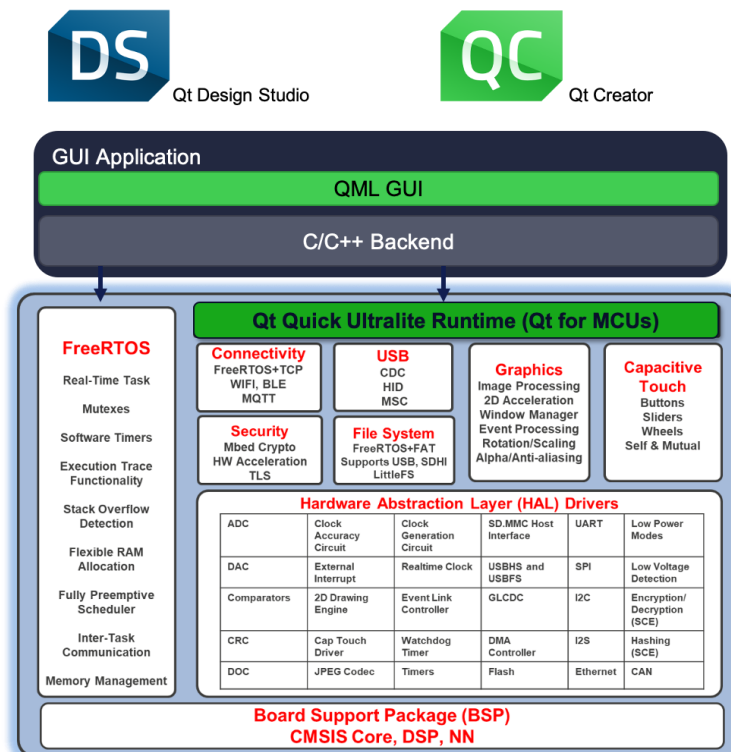 DS
Qt Design Studio
QC
Qt Creator
GUI Application
QML GUI
C/C++ Backend
FreeRTOS
Real-Time Task
Mutexes
Software Timers
Execution Trace
Functionality
Stack Overflow
Detection
Flexible RAM
Allocation
Fully Preemptive
Scheduler
Inter-Task
Communication
Memory Management
Qt Quick Ultralite Runtime (Qt for MCUs)
Connectivity
FreeRTOS+TCP
WIFI, BLE
MQTT
USB
CDC
HID
MSC
Security
Mbed Crypto
HW Acceleration
TLS
File System
FreeRTOS+FAT
Supports USB, SDHI
LittleFS
Graphics
Image Processing
2D Acceleration
Window Manager
Event Processing
Rotation/Scaling
Alpha/Anti-aliasing
Capacitive
Touch
Buttons
Sliders
Wheels
Self & Mutual
Hardware Abstraction Layer (HAL) Drivers
ADC
Clock
Accuracy
Circuit
Clock
Generation
Circuit
SD.MMC Host
Interface
UART
Low Power
Modes
DAC
External
Interrupt
Realtime Clock
USBHS and
USBFS
SPI
Low Voltage
Detection
Comparators
2D Drawing
Engine
Event Link
Controller
GLCDC
I2C
Encryption/
Decryption
(SCE)
CRC
Cap Touch
Driver
Watchdog
Timer
DMA
Controller
I2S
Hashing
(SCE)
DOC
JPEG Codec
Timers
Flash
Ethernet
CAN
Board Support Package (BSP)
CMSIS Core, DSP, NN